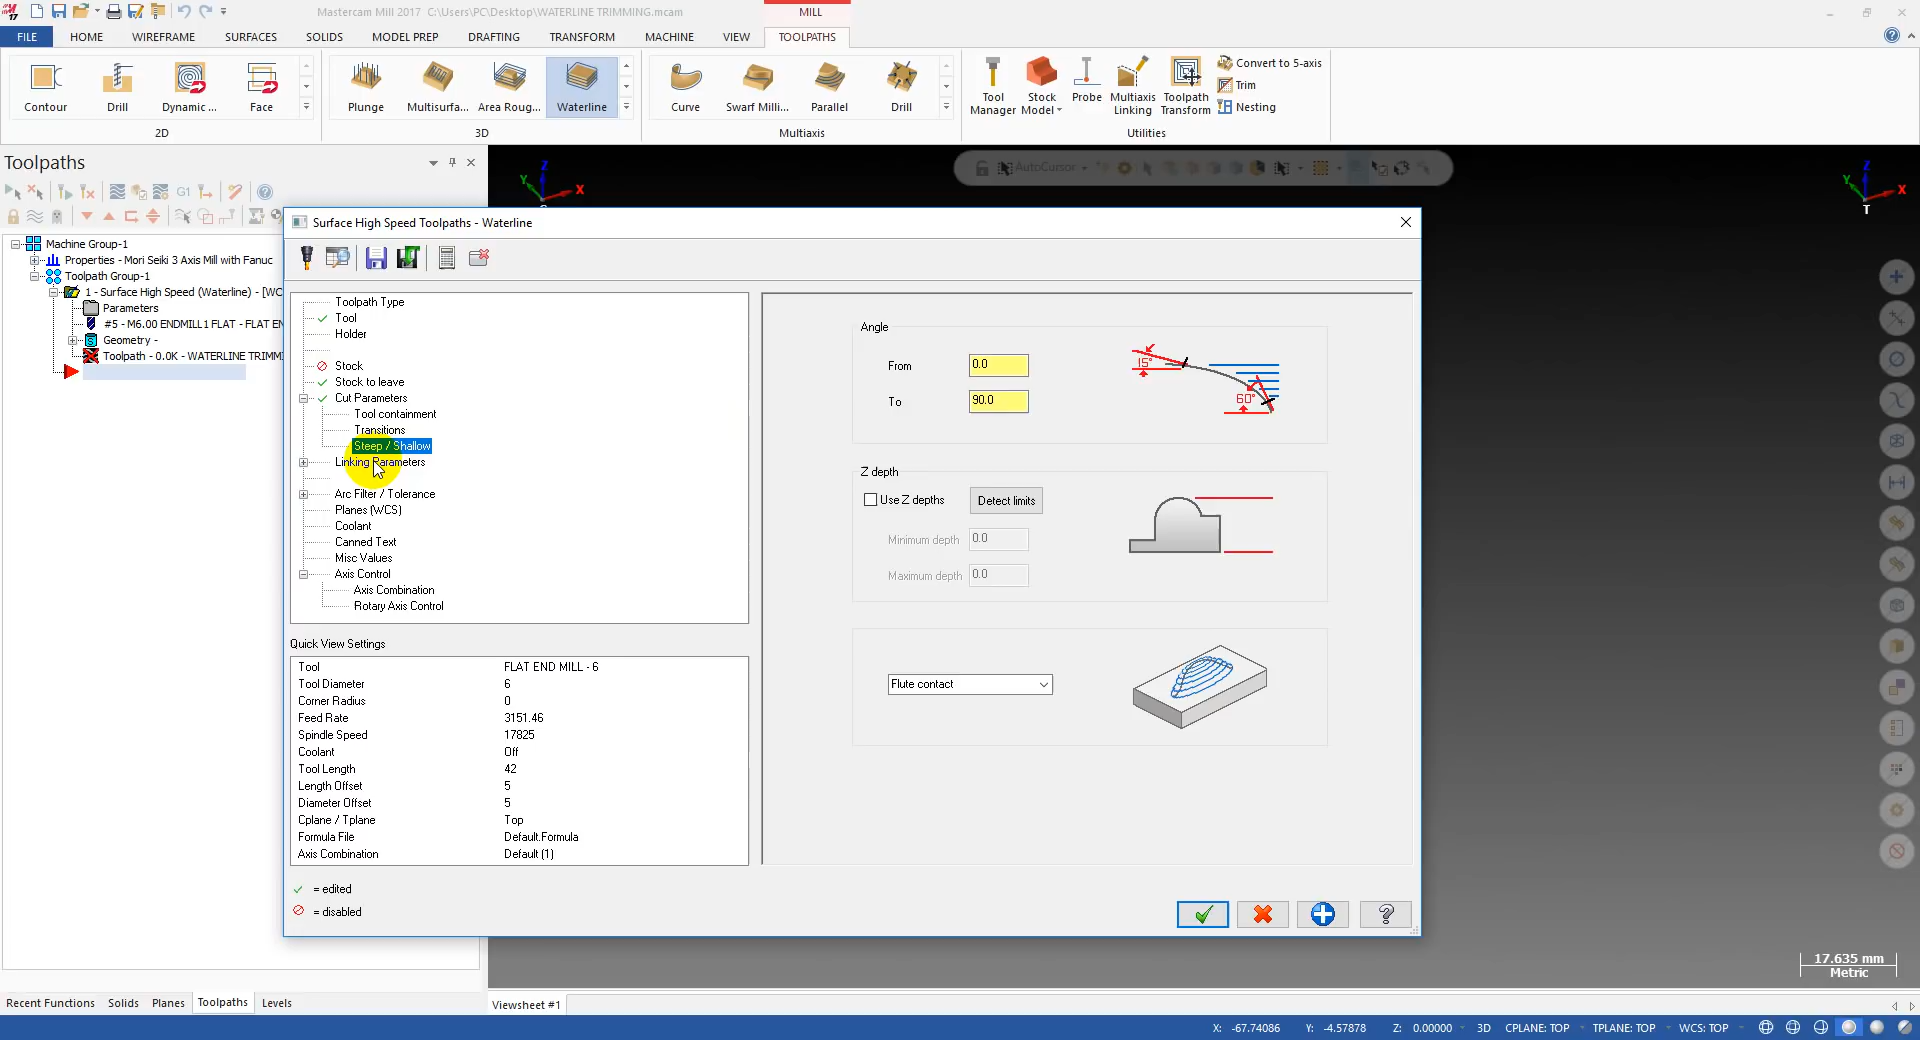 Mastercam Mill 2017  C:\Users\PC\Desktop\WATERLINE TRIMMING.mcam
MILL
FILE HOME WIREFRAME SURFACES SOLIDS MODEL PREP DRAFTING TRANSFORM MACHINE VIEW TOOLPATHS
Contour Drill Dynamic ... Face
2D
Plunge Multisurfa... Area Roug... Waterline
3D
Curve Swarf Milli... Parallel Drill
Multiaxis
Tool Manager
Stock Model
Probe
Multiaxis Linking
Toolpath Transform
Convert to 5-axis
Trim
Nesting
Utilities
Toolpaths
G1
Machine Group-1
Properties - Mori Seiki 3 Axis Mill with Fanuc
Toolpath Group-1
1 - Surface High Speed (Waterline) - [WC
Parameters
#5 - M6.00 ENDMILL1 FLAT - FLAT EN
Geometry -
Toolpath - 0.0K - WATERLINE TRIMM
Z
Y
X
AutoCursor
Z
Y
X
T
Surface High Speed Toolpaths - Waterline
Toolpath Type
Tool
Holder
Stock
Stock to leave
Cut Parameters
Tool containment
Transitions
Steep / Shallow
Linking Parameters
Arc Filter / Tolerance
Planes (WCS)
Coolant
Canned Text
Misc Values
Axis Control
Axis Combination
Rotary Axis Control
Quick View Settings
Tool FLAT END MILL - 6
Tool Diameter 6
Corner Radius 0
Feed Rate 3151.46
Spindle Speed 17825
Coolant Off
Tool Length 42
Length Offset 5
Diameter Offset 5
Cplane / Tplane Top
Formula File Default.Formula
Axis Combination Default (1)
= edited
= disabled
Angle
From 0.0
To 90.0
15°
60°
Z depth
Use Z depths Detect limits
Minimum depth 0.0
Maximum depth 0.0
Flute contact
17.635 mm
Metric
Recent Functions Solids Planes Toolpaths Levels
Viewsheet #1
X: -67.74086 Y: -4.57878 Z: 0.00000 3D CPLANE: TOP TPLANE: TOP WCS: TOP